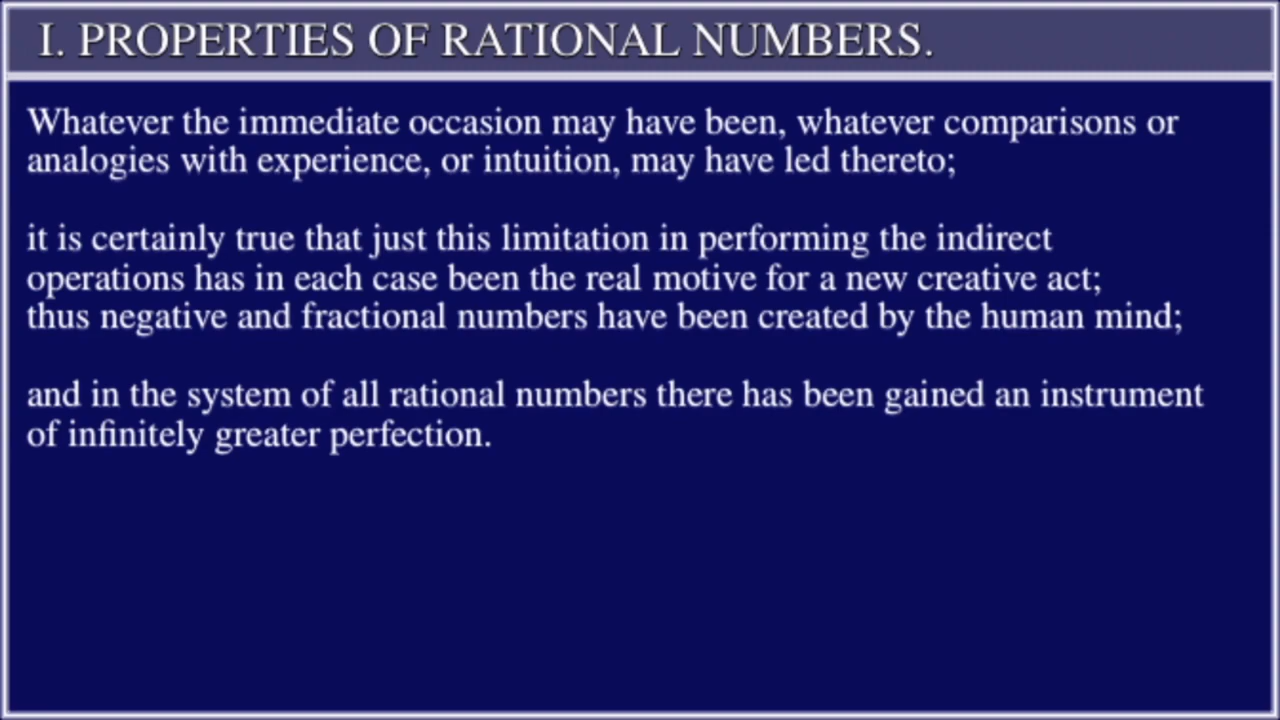 I. PROPERTIES OF RATIONAL NUMBERS.
Whatever the immediate occasion may have been, whatever comparisons or
analogies with experience, or intuition, may have led thereto;
it is certainly true that just this limitation in performing the indirect
operations has in each case been the real motive for a new creative act;
thus negative and fractional numbers have been created by the human mind;
and in the system of all rational numbers there has been gained an instrument
of infinitely greater perfection.